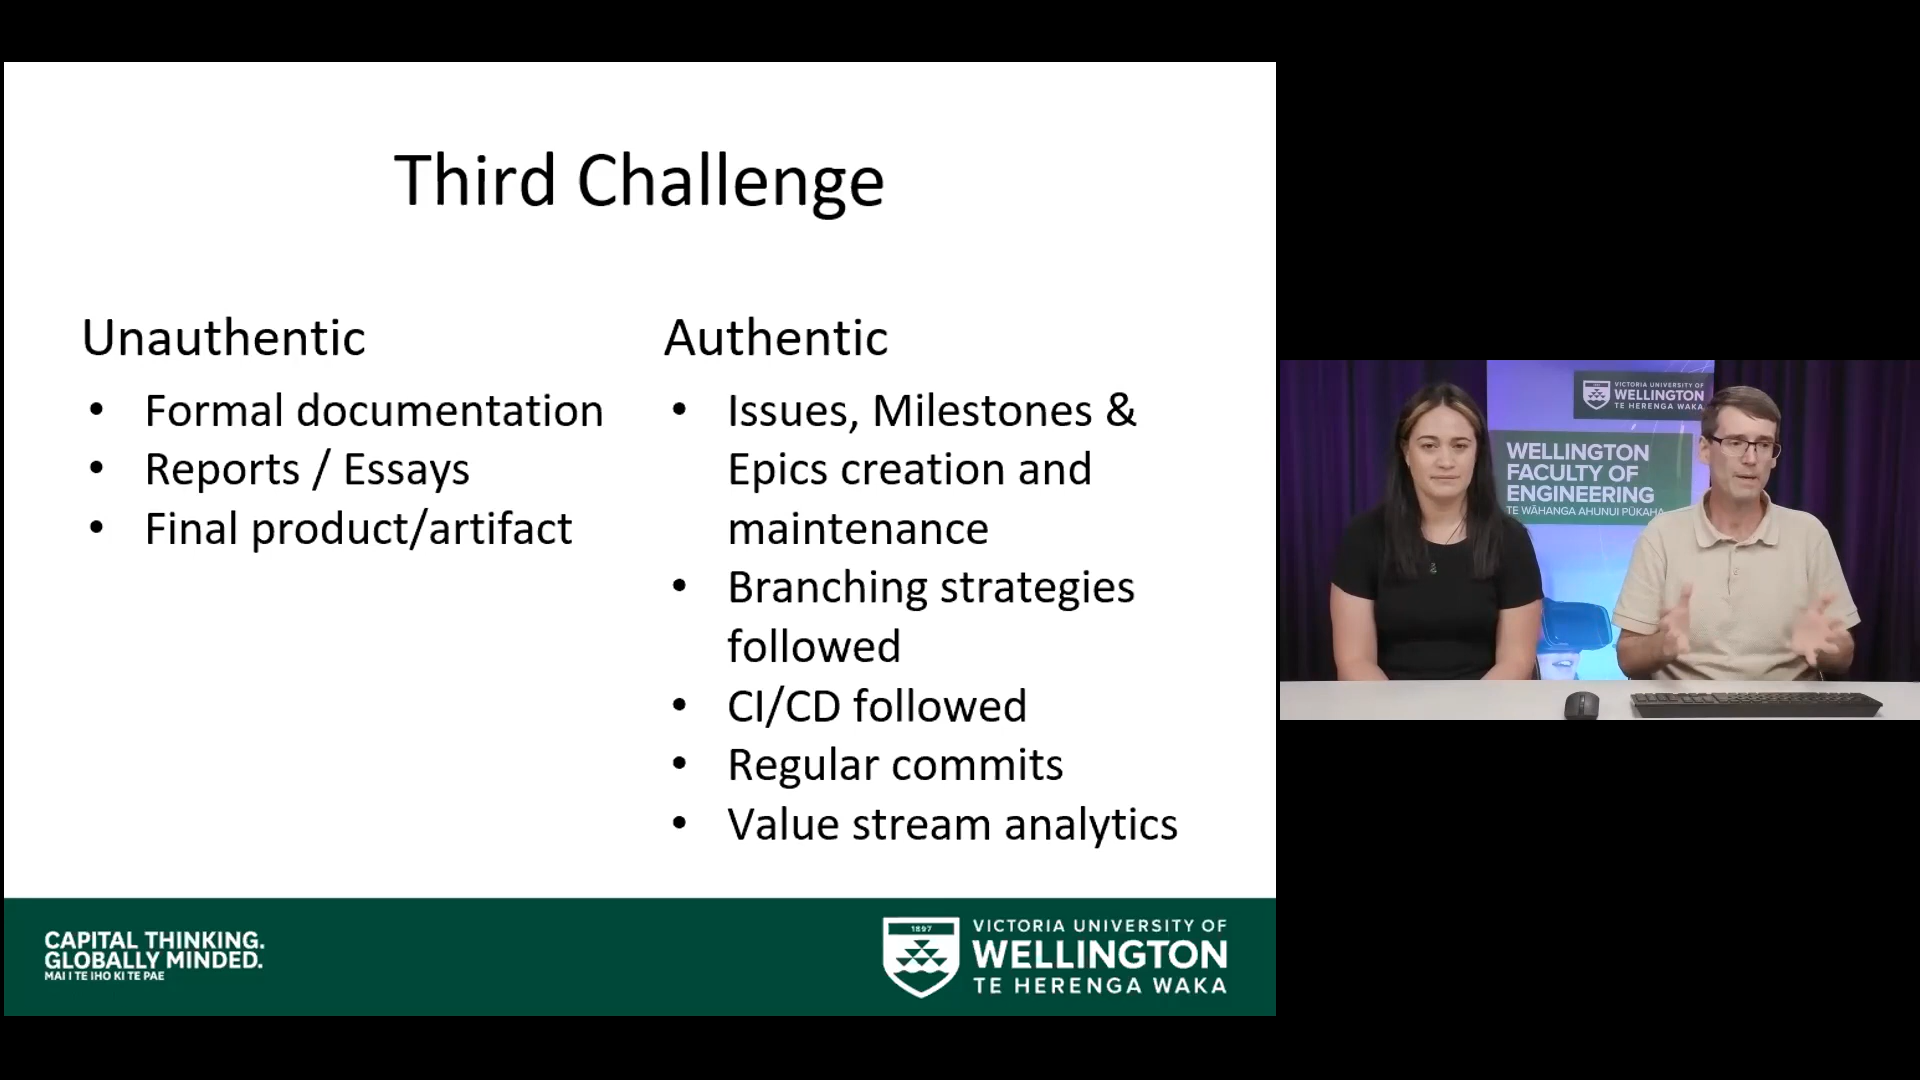 Third Challenge
Unauthentic
• Formal documentation
• Reports / Essays
• Final product/artifact
Authentic
• Issues, Milestones &
Epics creation and
maintenance
• Branching strategies
followed
• CI/CD followed
• Regular commits
• Value stream analytics
CAPITAL THINKING.
GLOBALLY MINDED.
MAI I TE IHO KI TE PAE
1897
VICTORIA UNIVERSITY OF
WELLINGTON
TE HERENGA WAKA
VICTORIA UNIVERSITY OF
WELLINGTON
TE HERENGA WAKA
WELLINGTON
FACULTY OF
ENGINEERING
TE WĀHANGA AHUNUI PŪKAHA